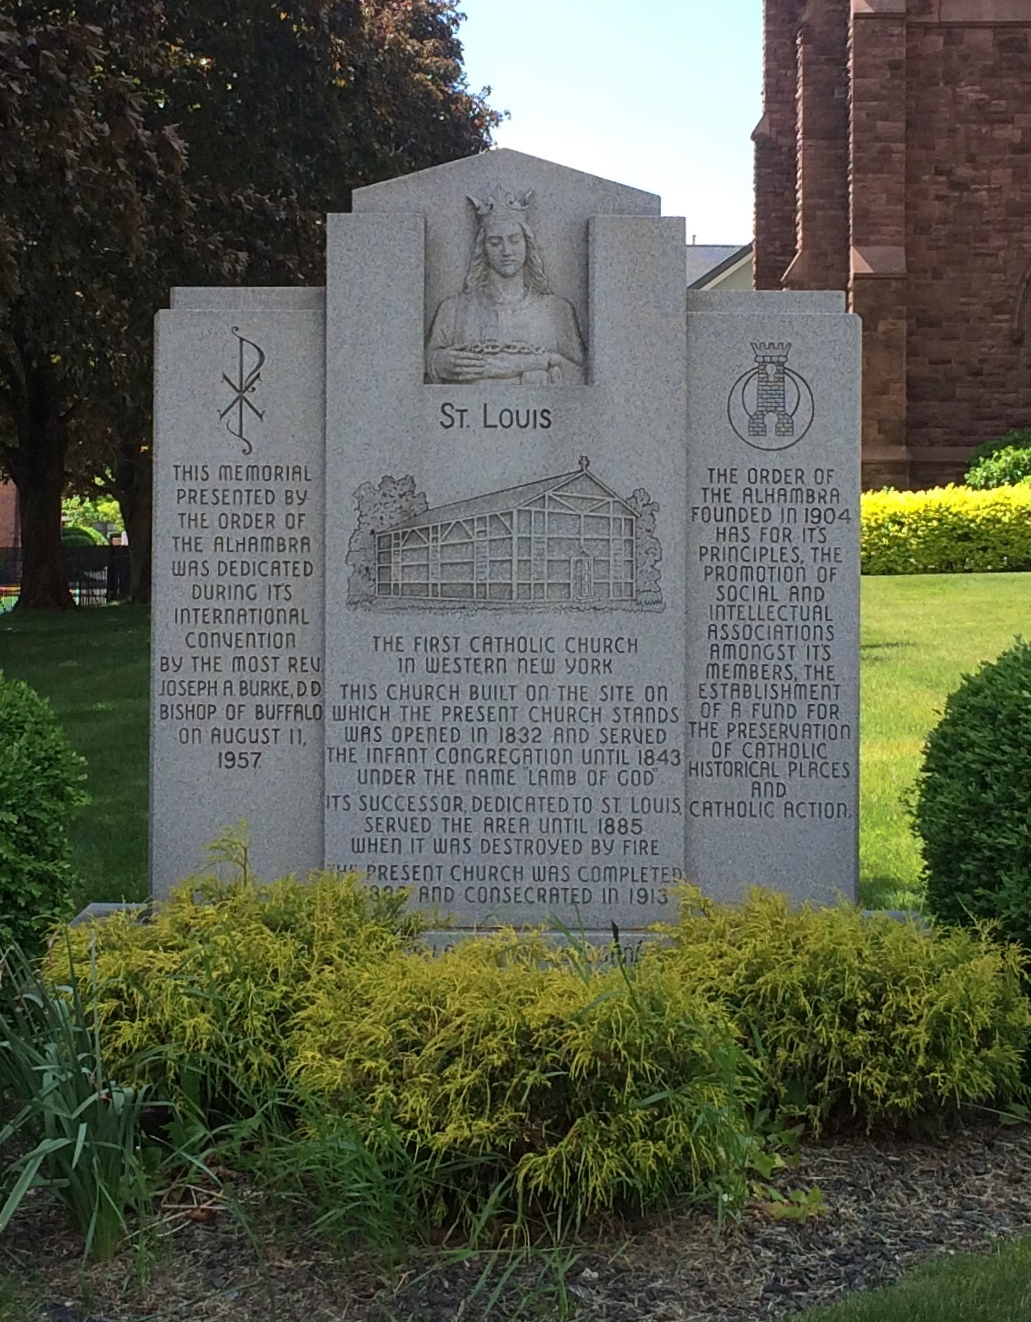 ST. LOUIS
THIS MEMORIAL
PRESENTED BY
THE ORDER OF
THE ALHAMBRA
WAS DEDICATED
DURING ITS
INTERNATIONAL
CONVENTION
BY THE MOST REV.
JOSEPH A. BURKE, D.D.
BISHOP OF BUFFALO
ON AUGUST 11,
1957
THE FIRST CATHOLIC CHURCH
IN WESTERN NEW YORK
THIS CHURCH BUILT ON THE SITE ON
WHICH THE PRESENT CHURCH STANDS
WAS OPENED IN 1832 AND SERVED
THE INFANT CONGREGATION UNTIL 1843
UNDER THE NAME "LAMB OF GOD"
ITS SUCCESSOR, DEDICATED TO ST. LOUIS
SERVED THE AREA UNTIL 1885
WHEN IT WAS DESTROYED BY FIRE
THE PRESENT CHURCH WAS COMPLETED
AND CONSECRATED IN 1913
THE ORDER OF
THE ALHAMBRA
FOUNDED IN 1904
HAS FOR ITS
PRINCIPLES, THE
PROMOTION OF
SOCIAL AND
INTELLECTUAL
ASSOCIATIONS
AMONGST ITS
MEMBERS, THE
ESTABLISHMENT
OF A FUND FOR
THE PRESERVATION
OF CATHOLIC
HISTORICAL PLACES
AND
CATHOLIC ACTION